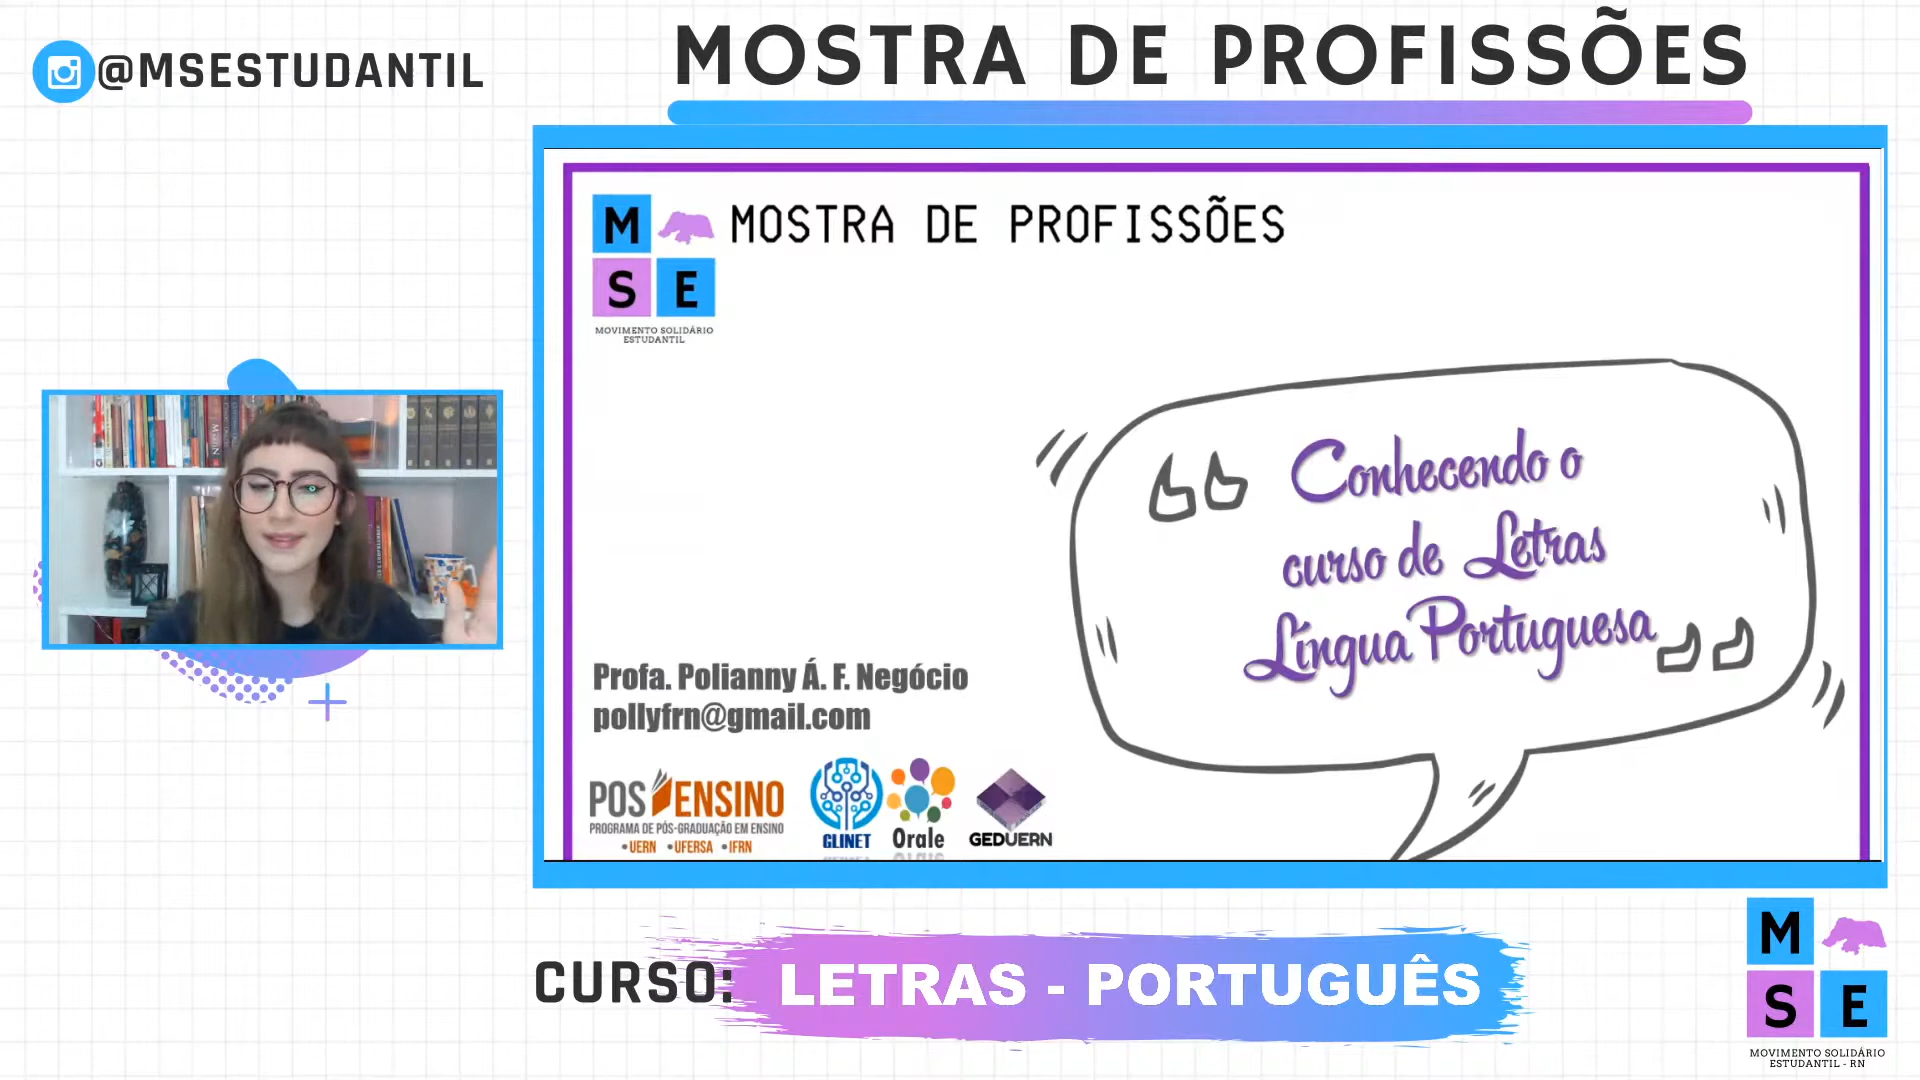 @MSESTUDANTIL
MOSTRA DE PROFISSÕES
M
S E
MOVIMENTO SOLIDÁRIO
ESTUDANTIL
MOSTRA DE PROFISSÕES
Conhecendo o
curso de Letras
Língua Portuguesa
Profa. Polianny Á. F. Negócio
pollyfrn@gmail.com
POSENSINO
PROGRAMA DE PÓS-GRADUAÇÃO EM ENSINO
•UERN •UFERSA •IFRN
GLINET
Orale
GEDUERN
CURSO: LETRAS - PORTUGUÊS
M
S E
MOVIMENTO SOLIDÁRIO
ESTUDANTIL - RN